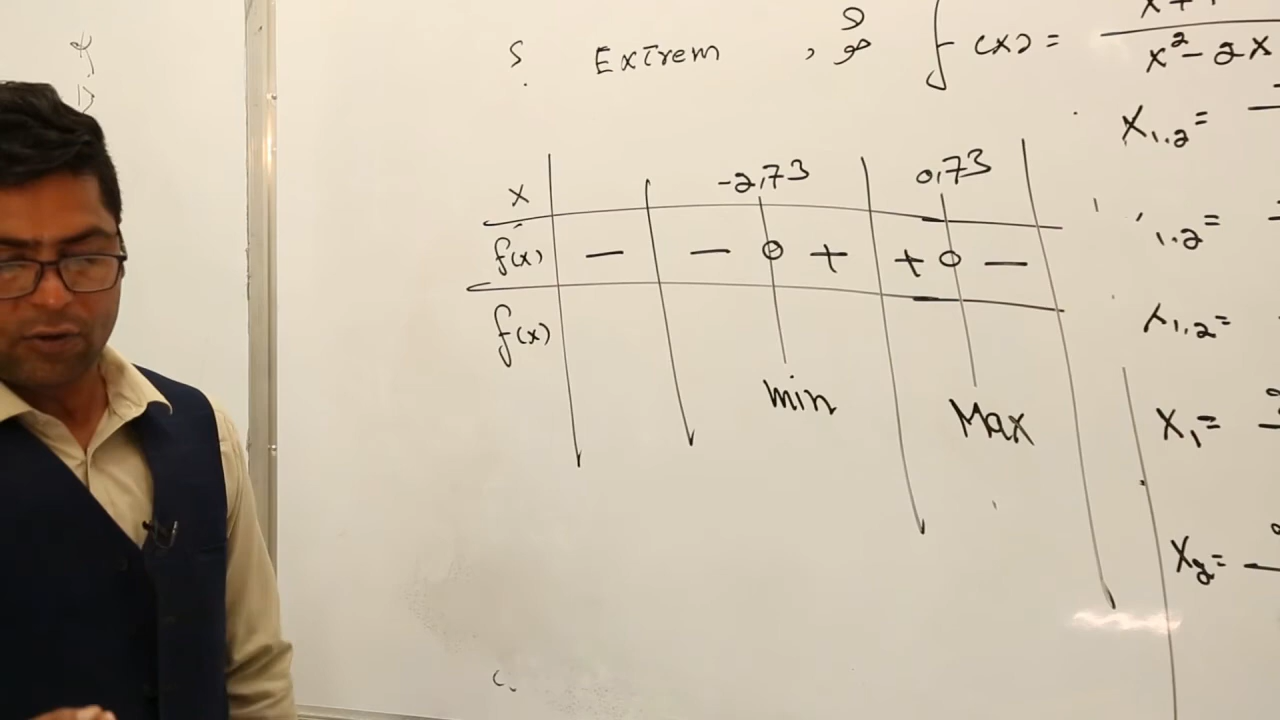 Extrem , و f(x) = x+1 / x² - 2x
x -2,73 0,73
f'(x) − − 0 + + 0 −
f(x)
min Max
X₁.₂ =
₁.₂ =
X₁,₂ =
X₁ =
X₂ =